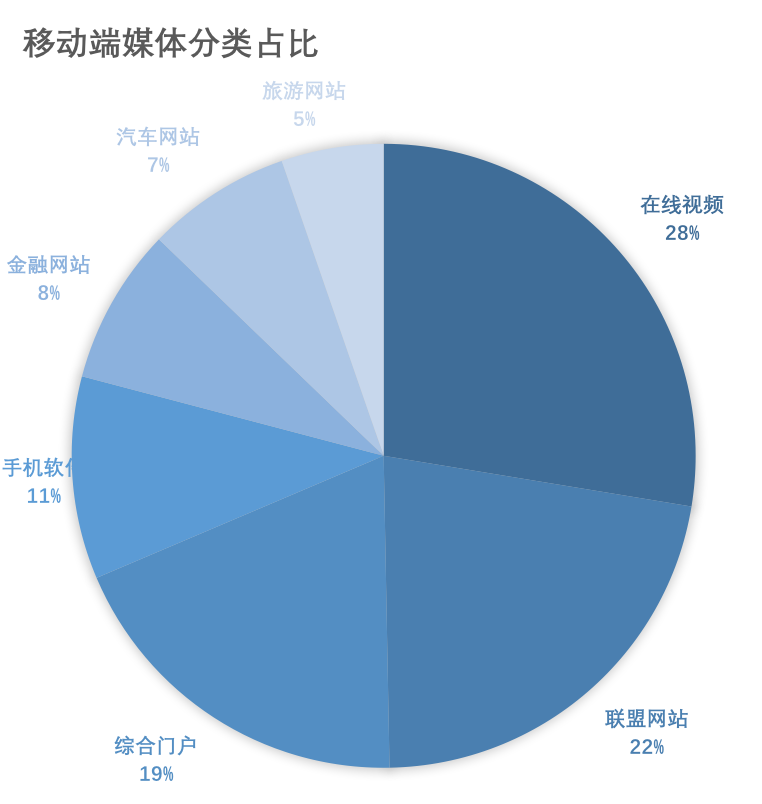 移动端媒体分类占比
旅游网站
5%
汽车网站
7%
在线视频
28%
金融网站
8%
手机软件
11%
联盟网站
22%
综合门户
19%